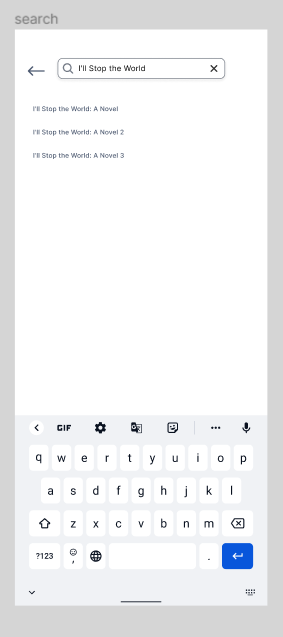 search
I'll Stop the World
I'll Stop the World: A Novel
I'll Stop the World: A Novel 2
I'll Stop the World: A Novel 3
GIF
q w e r t y u i o p
a s d f g h j k l
z x c v b n m
?123 , .